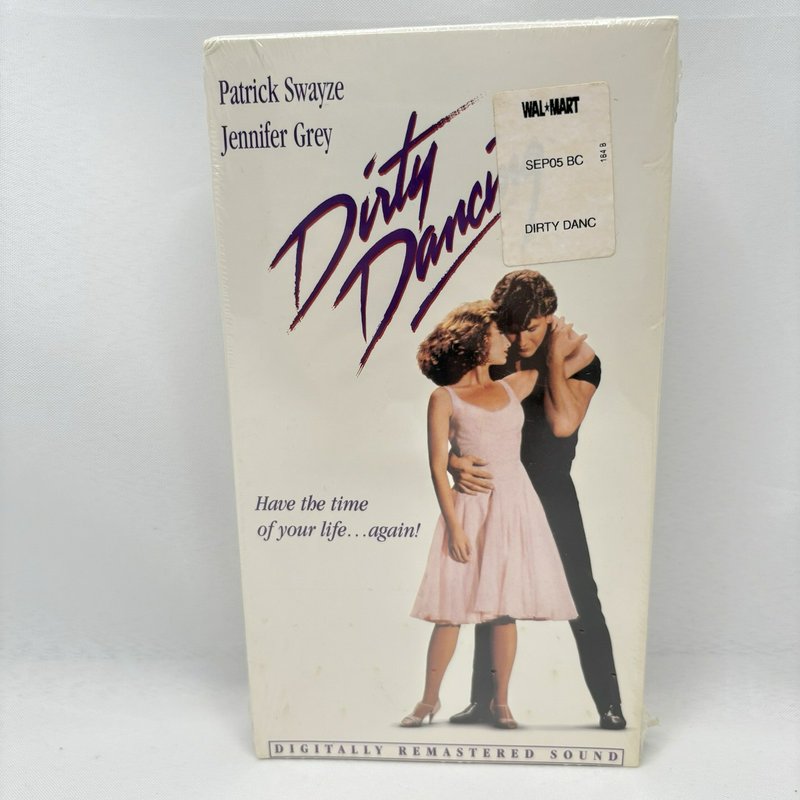 Patrick Swayze
Jennifer Grey
Dirty
Danci
WAL★MART
SEP05 BC
184 B
DIRTY DANC
Have the time
of your life...again!
DIGITALLY REMASTERED SOUND